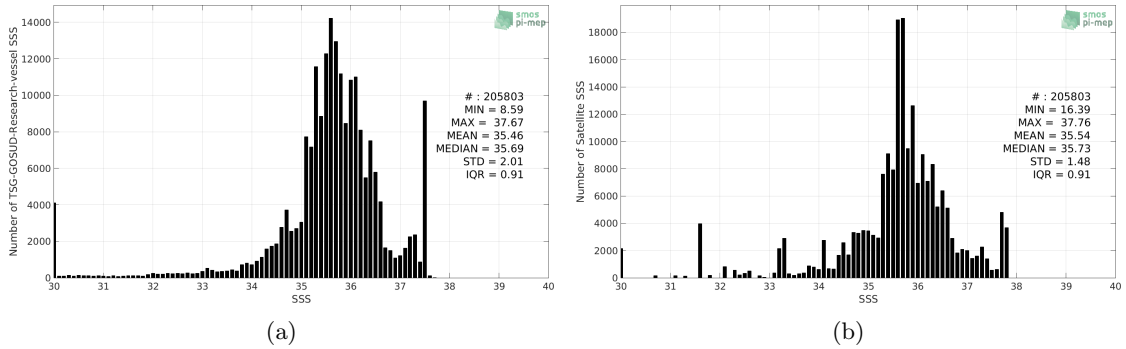 smos
pi-mep
Number of TSG-GOSUD-Research-vessel SSS
14000
12000
10000
8000
6000
4000
2000
0
# : 205803
MIN = 8.59
MAX = 37.67
MEAN = 35.46
MEDIAN = 35.69
STD = 2.01
IQR = 0.91
30 31 32 33 34 35 36 37 38 39 40
SSS
(a)
smos
pi-mep
Number of Satellite SSS
18000
16000
14000
12000
10000
8000
6000
4000
2000
0
# : 205803
MIN = 16.39
MAX = 37.76
MEAN = 35.54
MEDIAN = 35.73
STD = 1.48
IQR = 0.91
30 31 32 33 34 35 36 37 38 39 40
SSS
(b)